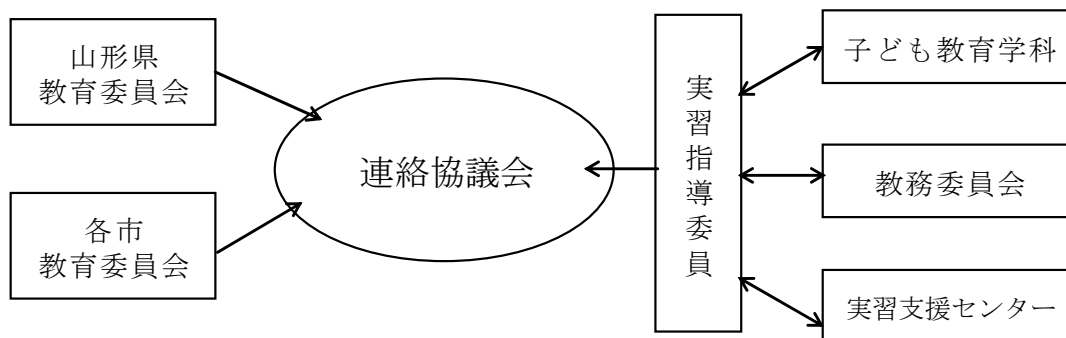 山形県
教育委員会
各市
教育委員会
連絡協議会
実習指導委員
子ども教育学科
教務委員会
実習支援センター